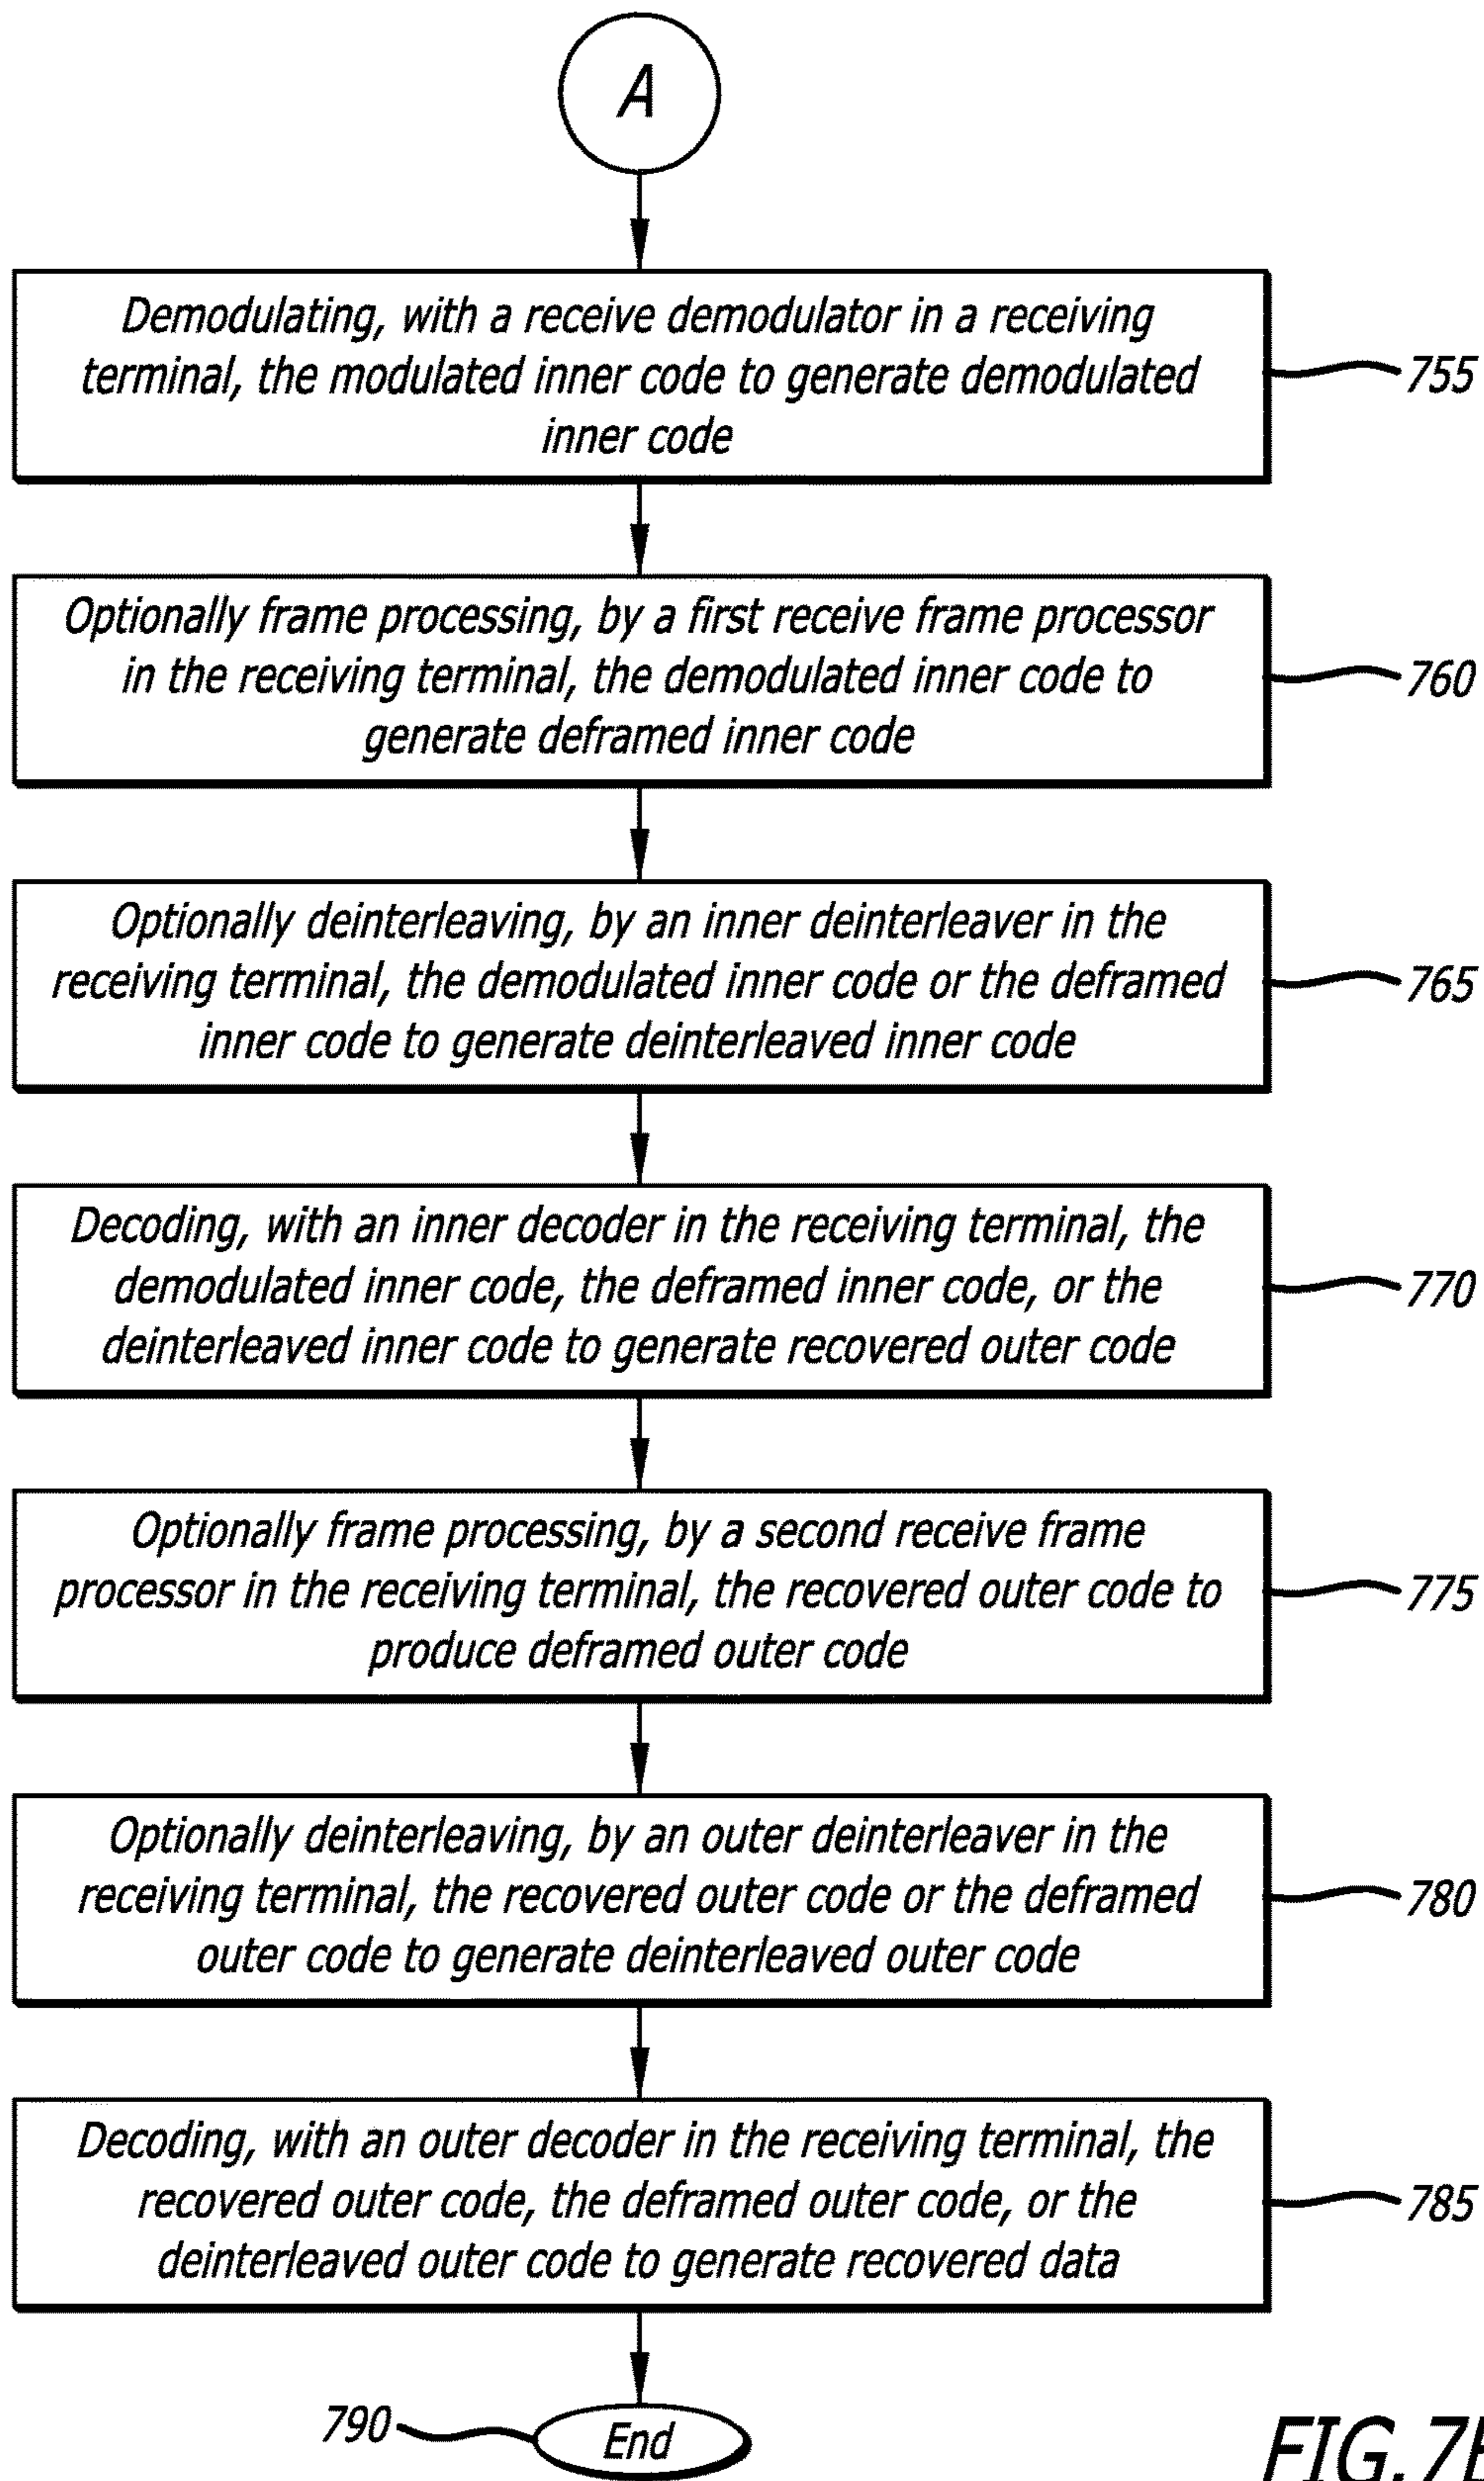 A
Demodulating, with a receive demodulator in a receiving
terminal, the modulated inner code to generate demodulated
inner code
755
Optionally frame processing, by a first receive frame processor
in the receiving terminal, the demodulated inner code to
generate deframed inner code
760
Optionally deinterleaving, by an inner deinterleaver in the
receiving terminal, the demodulated inner code or the deframed
inner code to generate deinterleaved inner code
765
Decoding, with an inner decoder in the receiving terminal, the
demodulated inner code, the deframed inner code, or the
deinterleaved inner code to generate recovered outer code
770
Optionally frame processing, by a second receive frame
processor in the receiving terminal, the recovered outer code to
produce deframed outer code
775
Optionally deinterleaving, by an outer deinterleaver in the
receiving terminal, the recovered outer code or the deframed
outer code to generate deinterleaved outer code
780
Decoding, with an outer decoder in the receiving terminal, the
recovered outer code, the deframed outer code, or the
deinterleaved outer code to generate recovered data
785
790
End
FIG.